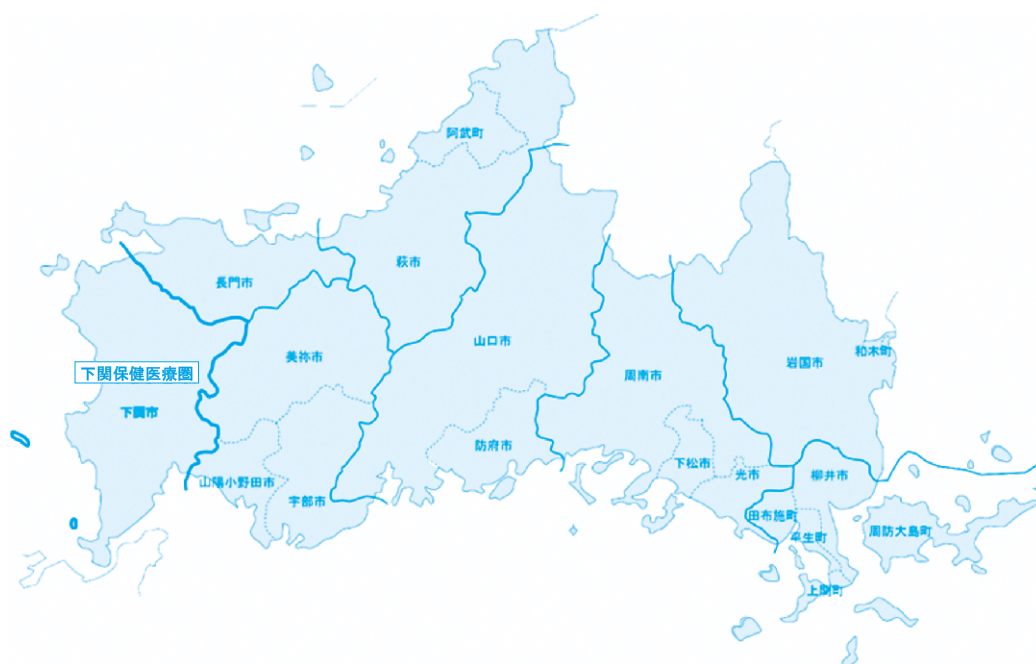 阿武町
萩市
長門市
山口市
美祢市
岩国市
和木町
下関保健医療圏
周南市
下関市
防府市
下松市
光市
柳井市
山陽小野田市
宇部市
田布施町
平生町
周防大島町
上関町